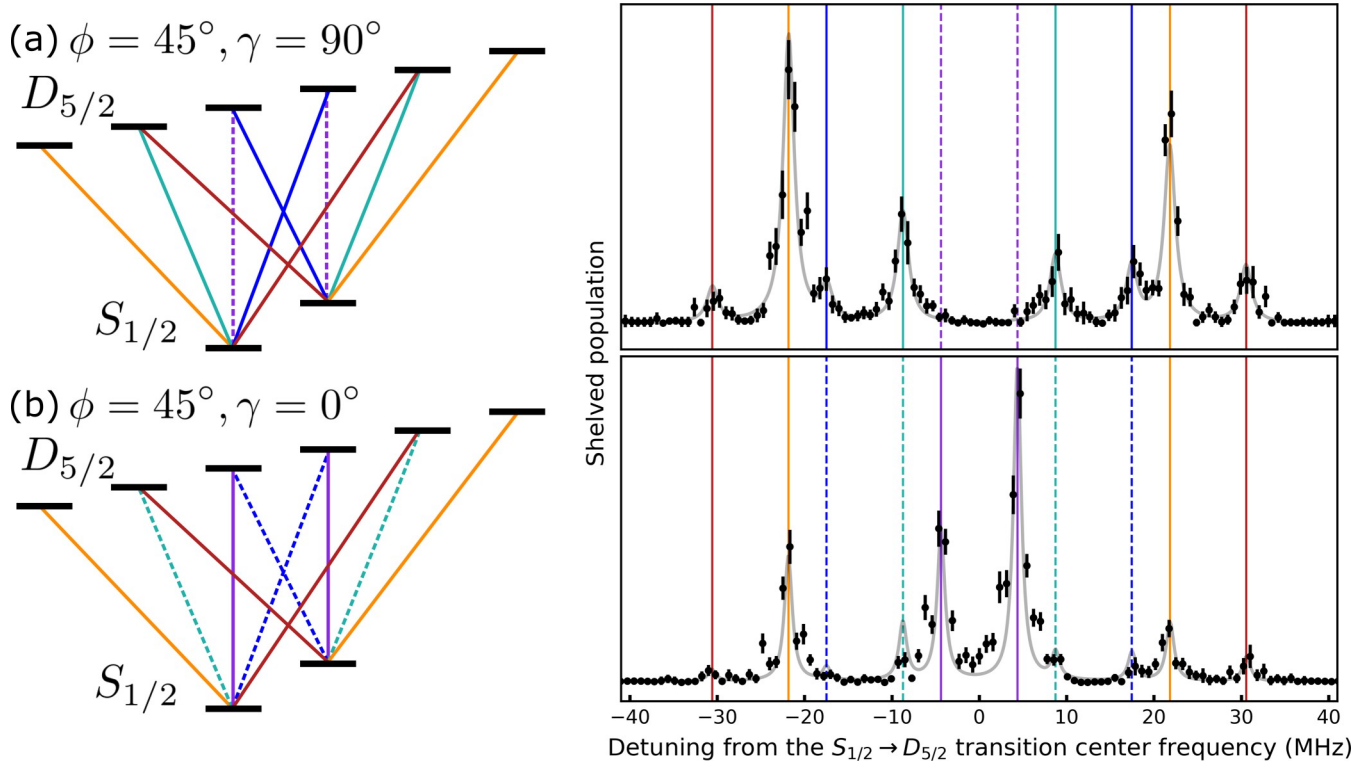 (a) ϕ = 45°, γ = 90°
D5/2
S1/2
(b) ϕ = 45°, γ = 0°
D5/2
S1/2
Shelved population
−40 −30 −20 −10 0 10 20 30 40
Detuning from the S1/2 → D5/2 transition center frequency (MHz)